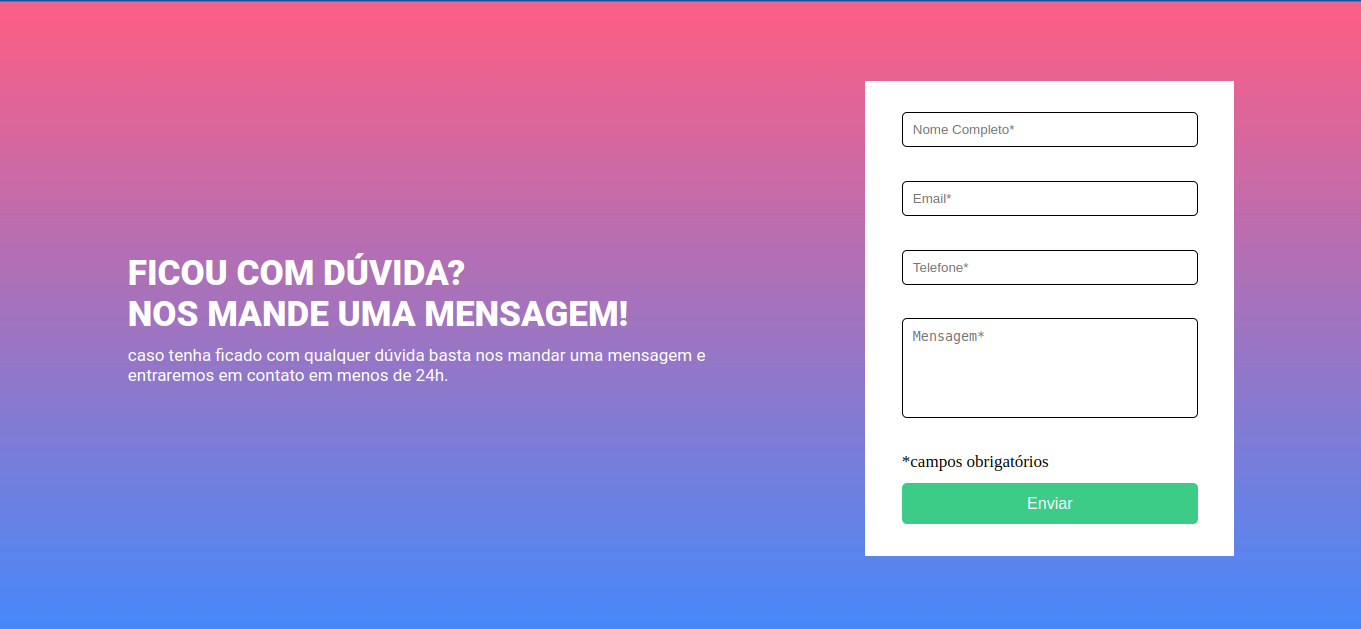 FICOU COM DÚVIDA?
NOS MANDE UMA MENSAGEM!
caso tenha ficado com qualquer dúvida basta nos mandar uma mensagem e
entraremos em contato em menos de 24h.
Nome Completo*
Email*
Telefone*
Mensagem*
*campos obrigatórios
Enviar